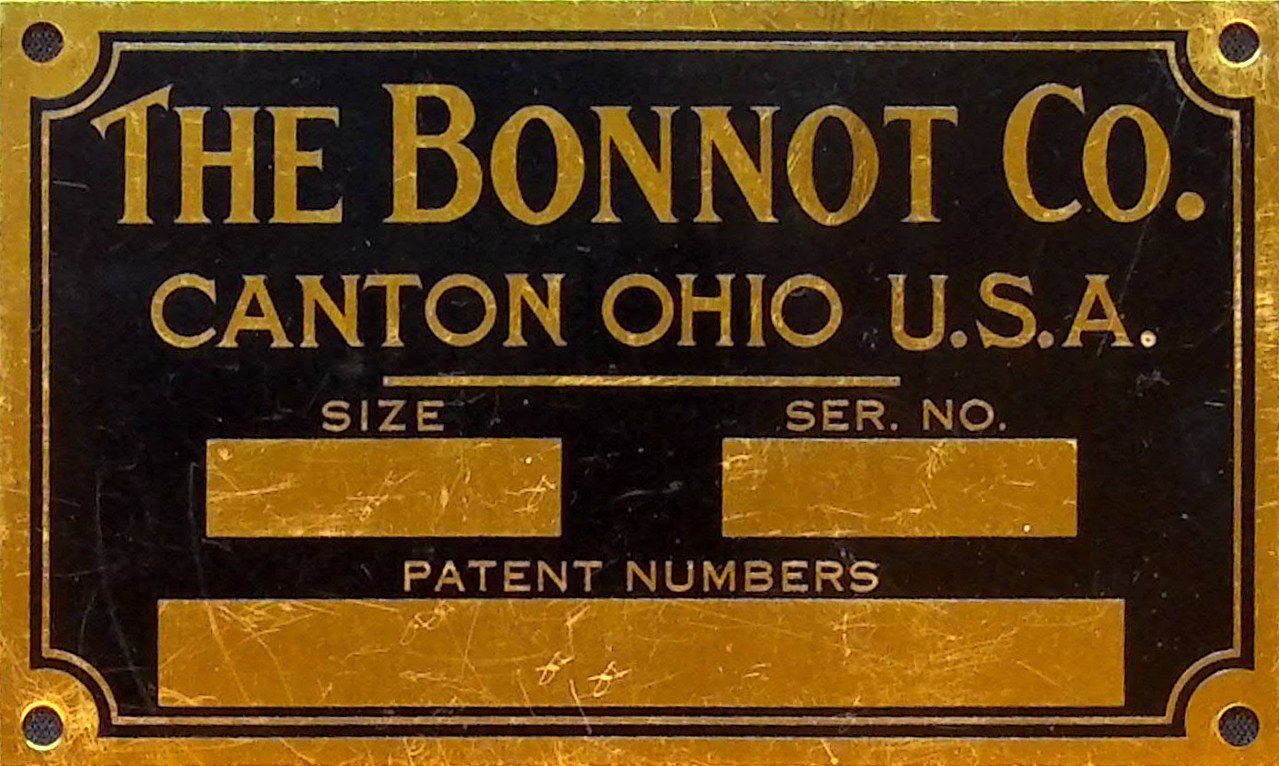 THE BONNOT CO.
CANTON OHIO U.S.A.
SIZE SER. NO.
PATENT NUMBERS